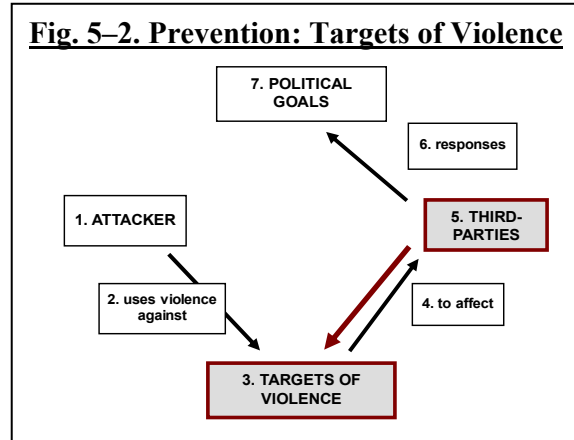 Fig. 5–2. Prevention: Targets of Violence
7. POLITICAL
GOALS
6. responses
1. ATTACKER
5. THIRD-
PARTIES
2. uses violence
against
4. to affect
3. TARGETS OF
VIOLENCE